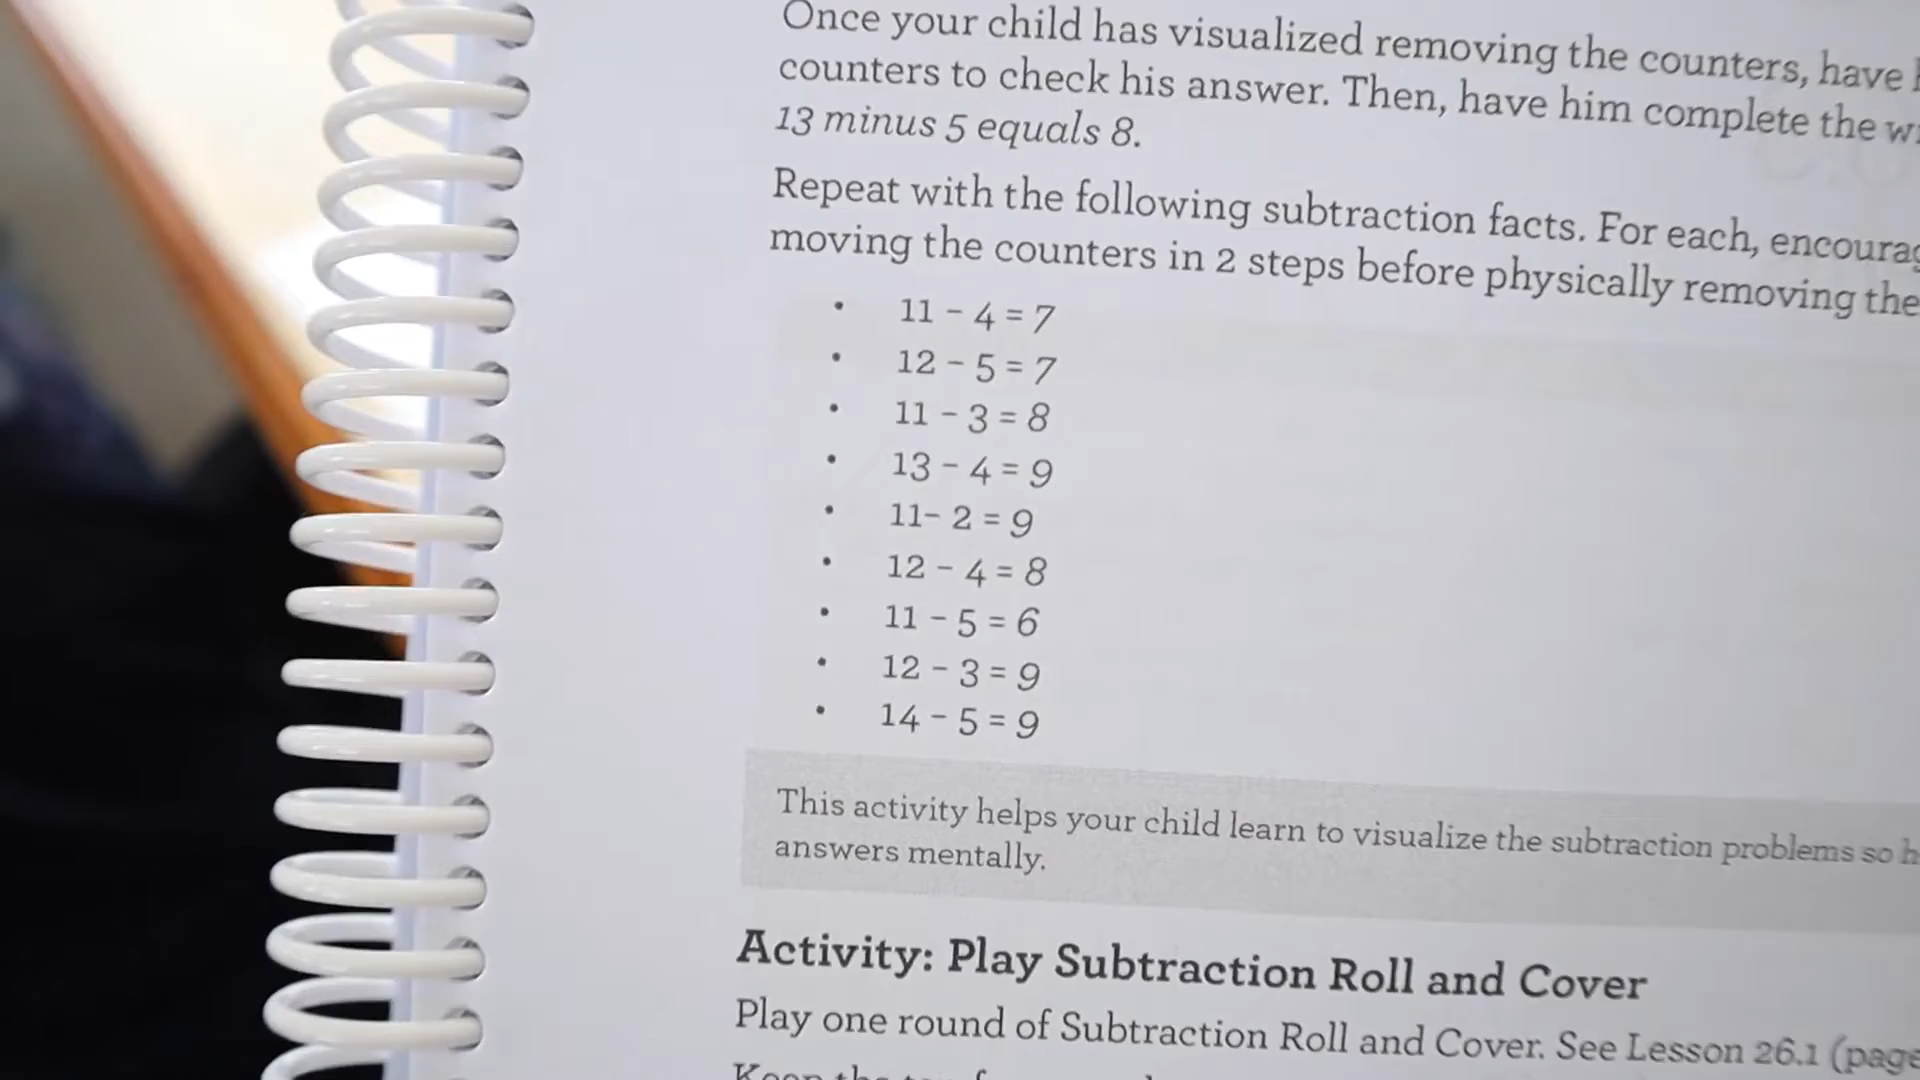 Once your child has visualized removing the counters, have
counters to check his answer. Then, have him complete the
13 minus 5 equals 8.
Repeat with the following subtraction facts. For each,
moving the counters in 2 steps before physically removing
• 11 – 4 = 7
• 12 – 5 = 7
• 11 – 3 = 8
• 13 – 4 = 9
• 11– 2 = 9
• 12 – 4 = 8
• 11 – 5 = 6
• 12 – 3 = 9
• 14 – 5 = 9
This activity helps your child learn to visualize the subtraction problems so
answers mentally.
Activity: Play Subtraction Roll and Cover
Play one round of Subtraction Roll and Cover. See Lesson 26.1 (page